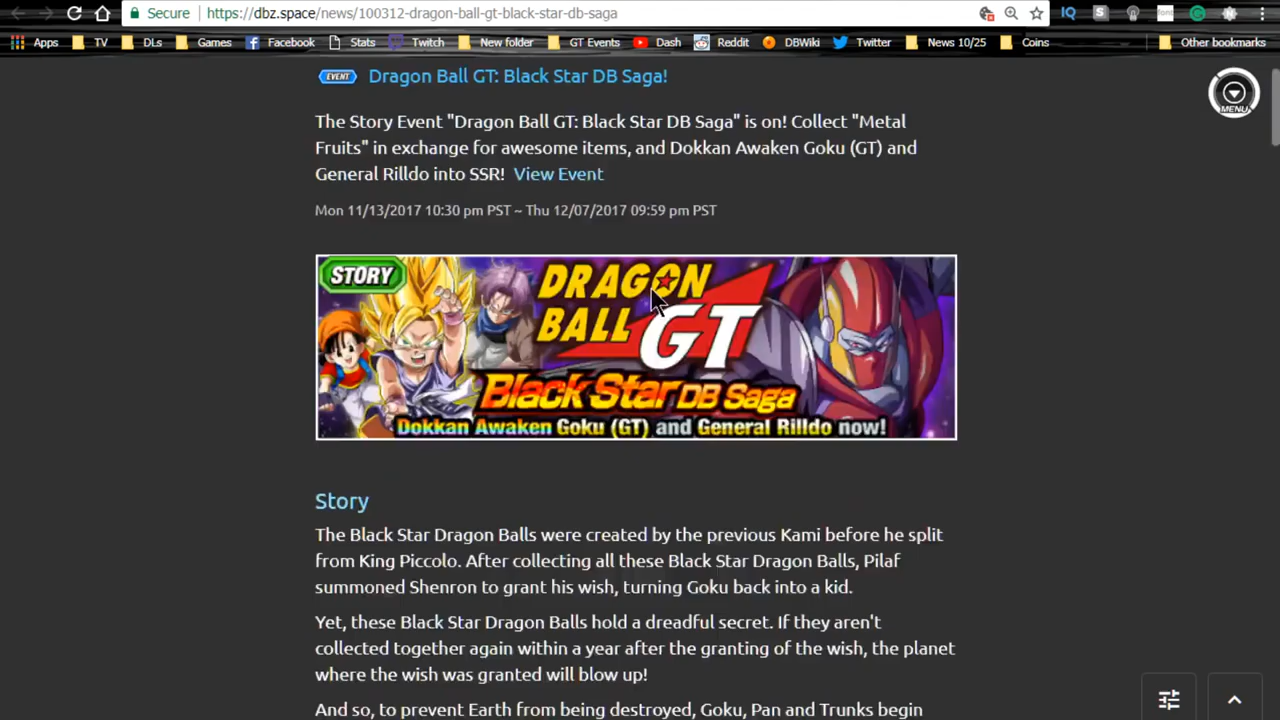 Secure https://dbz.space/news/100312-dragon-ball-gt-black-star-db-saga IQ S font
Apps TV DLs Games Facebook Stats Twitch New folder GT Events Dash Reddit DBWiki Twitter News 10/25 Coins Other bookmarks
EVENT Dragon Ball GT: Black Star DB Saga!
MENU
The Story Event "Dragon Ball GT: Black Star DB Saga" is on! Collect "Metal
Fruits" in exchange for awesome items, and Dokkan Awaken Goku (GT) and
General Rilldo into SSR! View Event
Mon 11/13/2017 10:30 pm PST ~ Thu 12/07/2017 09:59 pm PST
STORY
DRAGON
BALL GT
Black Star DB Saga
Dokkan Awaken Goku (GT) and General Rilldo now!
Story
The Black Star Dragon Balls were created by the previous Kami before he split
from King Piccolo. After collecting all these Black Star Dragon Balls, Pilaf
summoned Shenron to grant his wish, turning Goku back into a kid.
Yet, these Black Star Dragon Balls hold a dreadful secret. If they aren't
collected together again within a year after the granting of the wish, the planet
where the wish was granted will blow up!
And so, to prevent Earth from being destroyed, Goku, Pan and Trunks begin